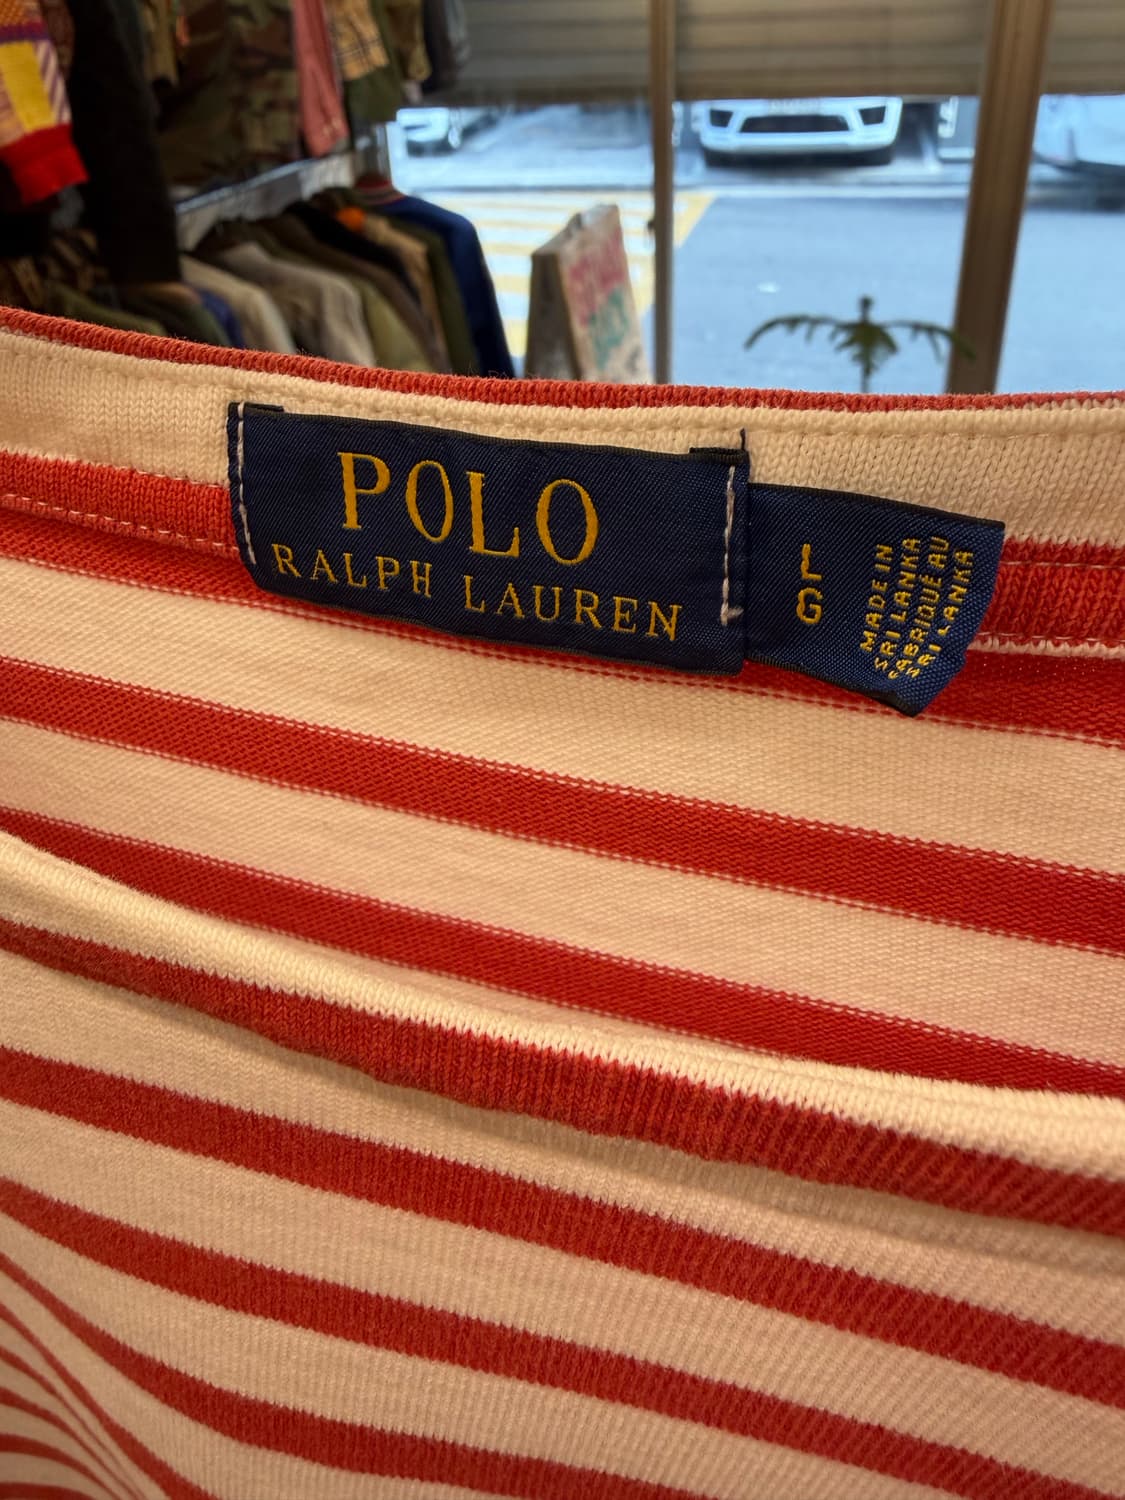 POLO
RALPH LAUREN
L
G
MADE IN
SRI LANKA
FABRIQUÉ AU
SRI LANKA